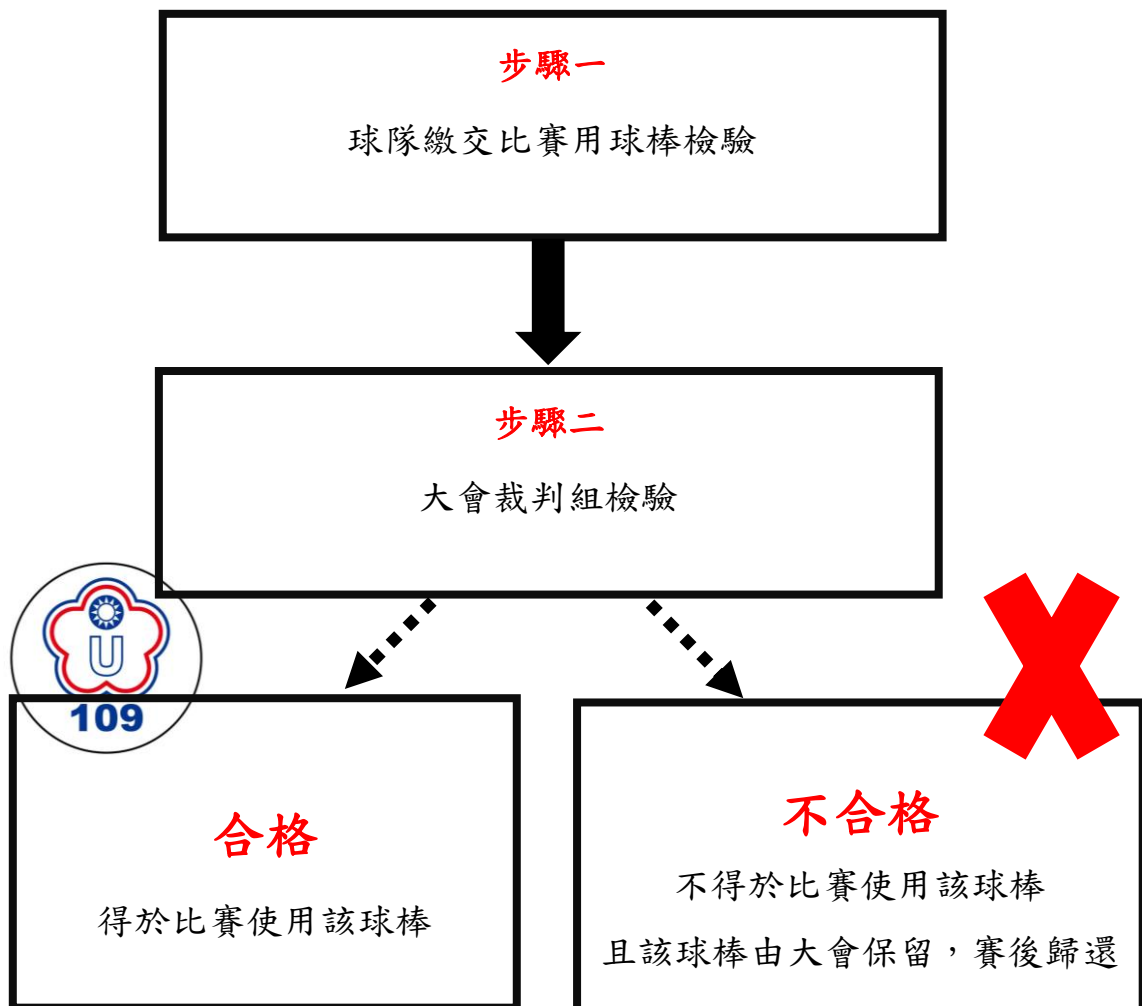 步驟一
球隊繳交比賽用球棒檢驗
步驟二
大會裁判組檢驗
U
109
合格
得於比賽使用該球棒
不合格
不得於比賽使用該球棒
且該球棒由大會保留，賽後歸還